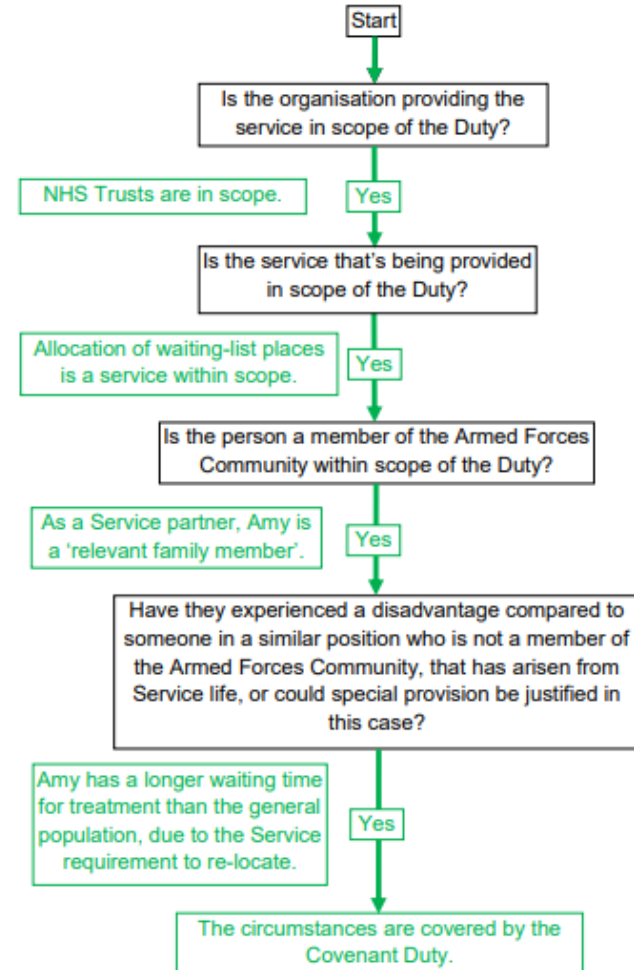 Start
Is the organisation providing the
service in scope of the Duty?
NHS Trusts are in scope.
Yes
Is the service that's being provided
in scope of the Duty?
Allocation of waiting-list places
is a service within scope.
Yes
Is the person a member of the Armed Forces
Community within scope of the Duty?
As a Service partner, Amy is
a ‘relevant family member’.
Yes
Have they experienced a disadvantage compared to
someone in a similar position who is not a member of
the Armed Forces Community, that has arisen from
Service life, or could special provision be justified in
this case?
Amy has a longer waiting time
for treatment than the general
population, due to the Service
requirement to re-locate.
Yes
The circumstances are covered by the
Covenant Duty.